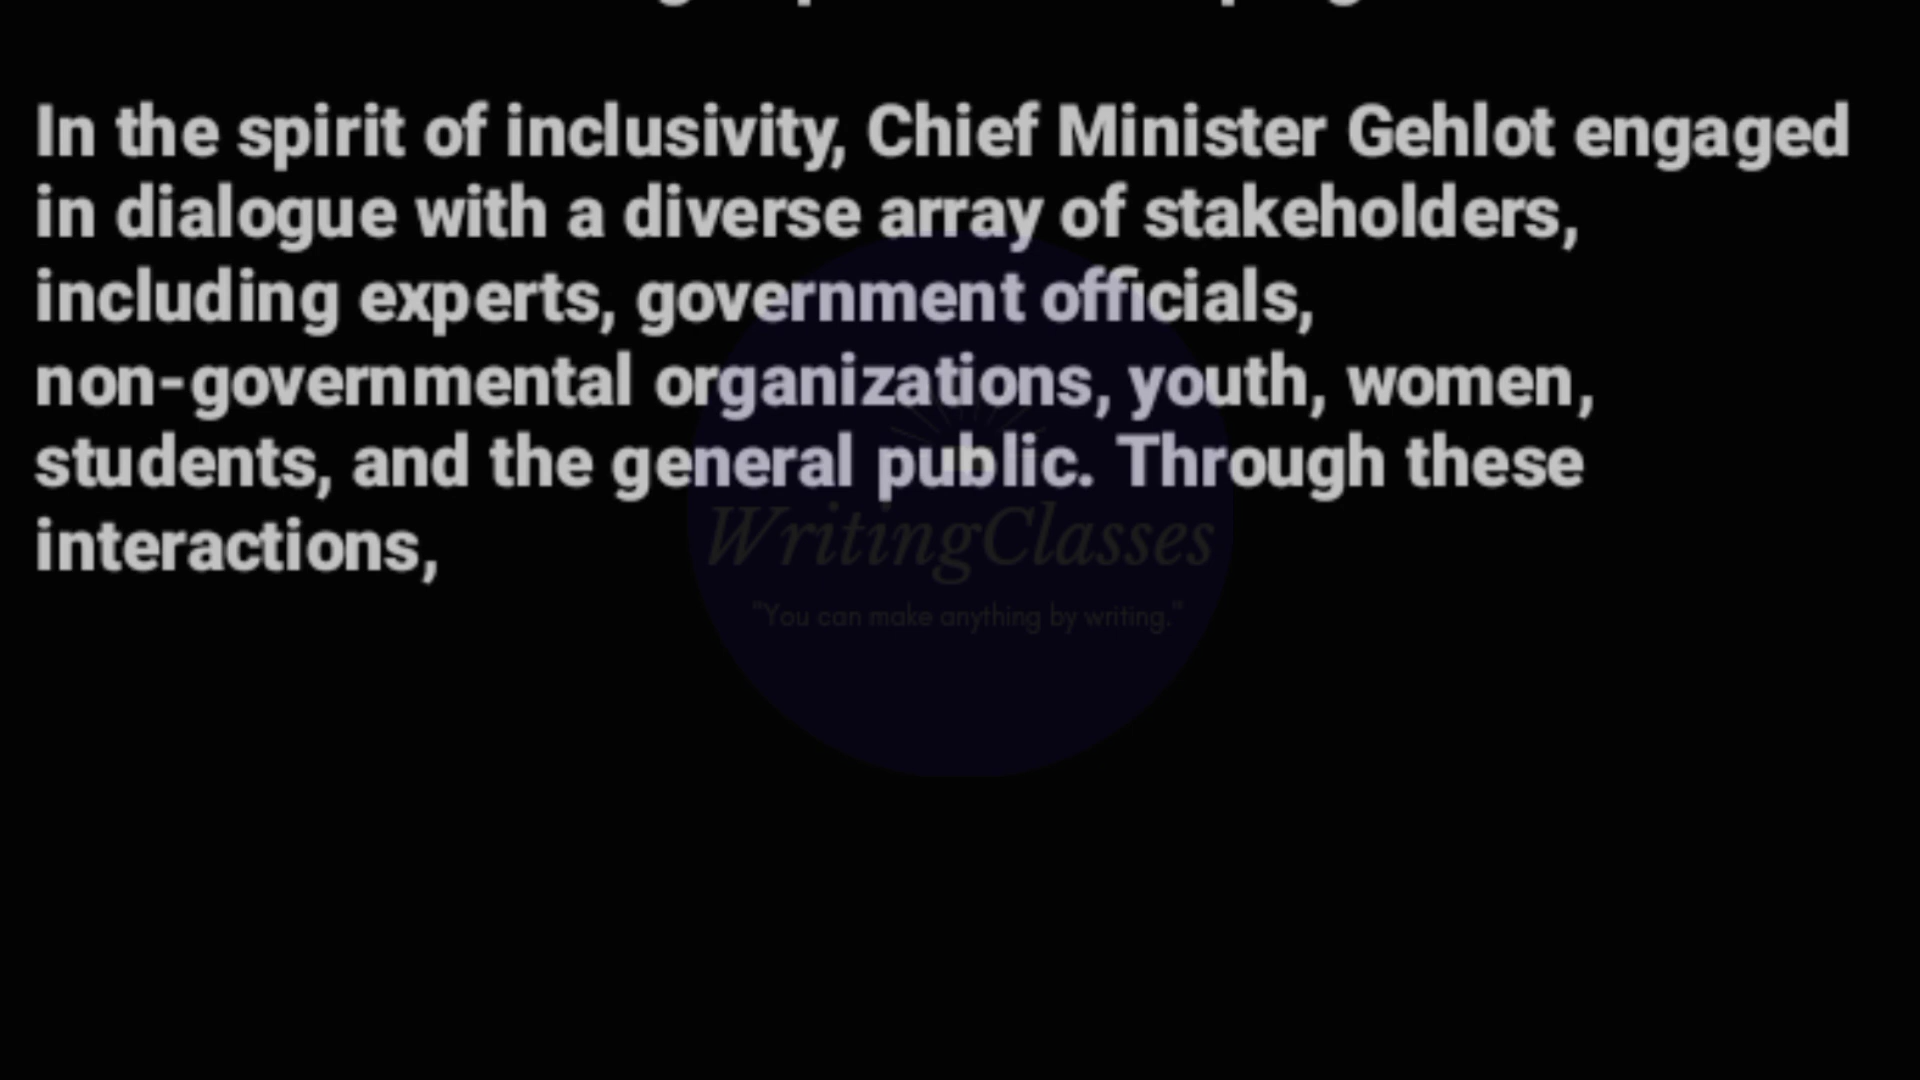 In the spirit of inclusivity, Chief Minister Gehlot engaged
in dialogue with a diverse array of stakeholders,
including experts, government officials,
non-governmental organizations, youth, women,
students, and the general public. Through these
interactions,
WritingClasses
"You can make anything by writing."